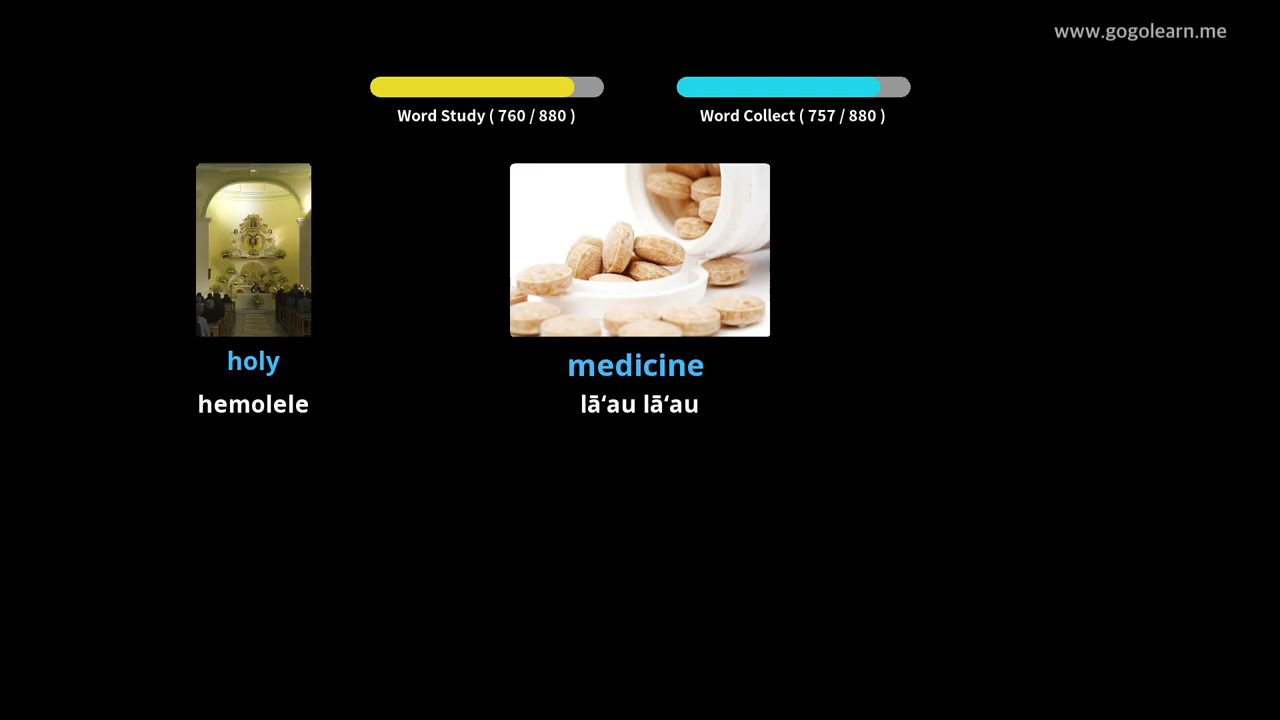 www.gogolearn.me
Word Study ( 760 / 880 )
Word Collect ( 757 / 880 )
holy
hemolele
medicine
lāʻau lāʻau